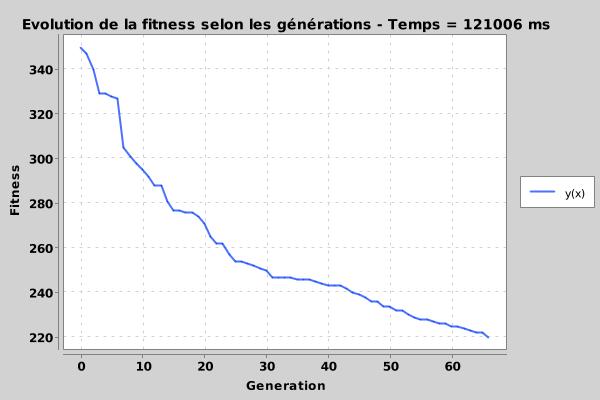 Evolution de la fitness selon les générations - Temps = 121006 ms
340
320
300
280
260
240
220
Fitness
0 10 20 30 40 50 60
Generation
y(x)